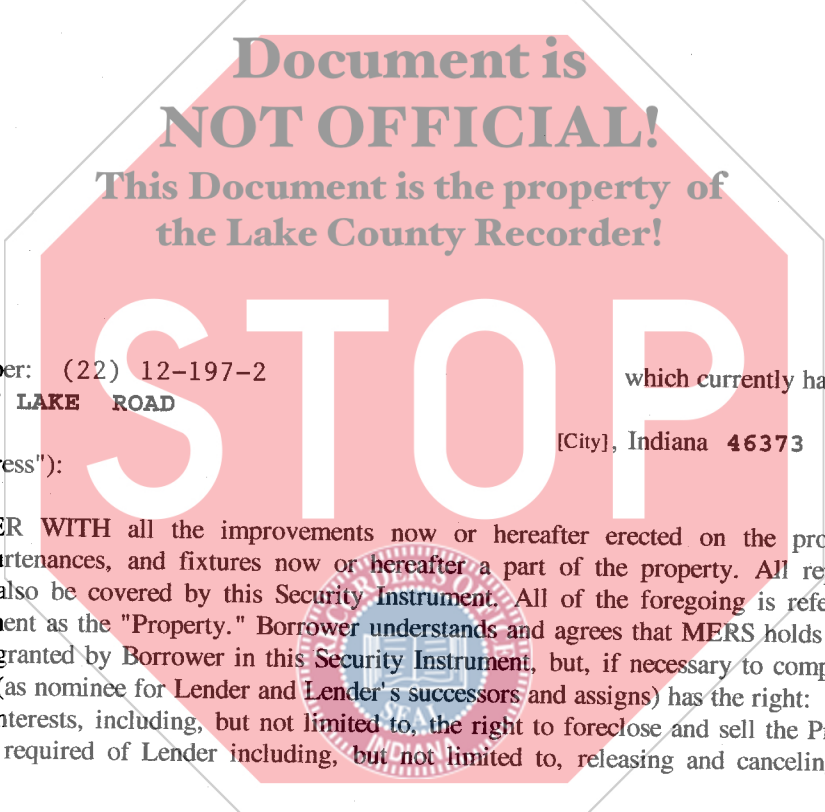 Document is
NOT OFFICIAL!
This Document is the property of
the Lake County Recorder!
STOP
er: (22) 12-197-2
which currently ha
LAKE ROAD
[City], Indiana 46373
ess"):
ER WITH all the improvements now or hereafter erected on the pro
rtenances, and fixtures now or hereafter a part of the property. All re
also be covered by this Security Instrument. All of the foregoing is refe
ent as the "Property." Borrower understands and agrees that MERS holds
granted by Borrower in this Security Instrument, but, if necessary to comp
(as nominee for Lender and Lender's successors and assigns) has the right:
nterests, including, but not limited to, the right to foreclose and sell the P
required of Lender including, but not limited to, releasing and cancelin
RECORDER'S OFFICE
SEAL
INDIANA